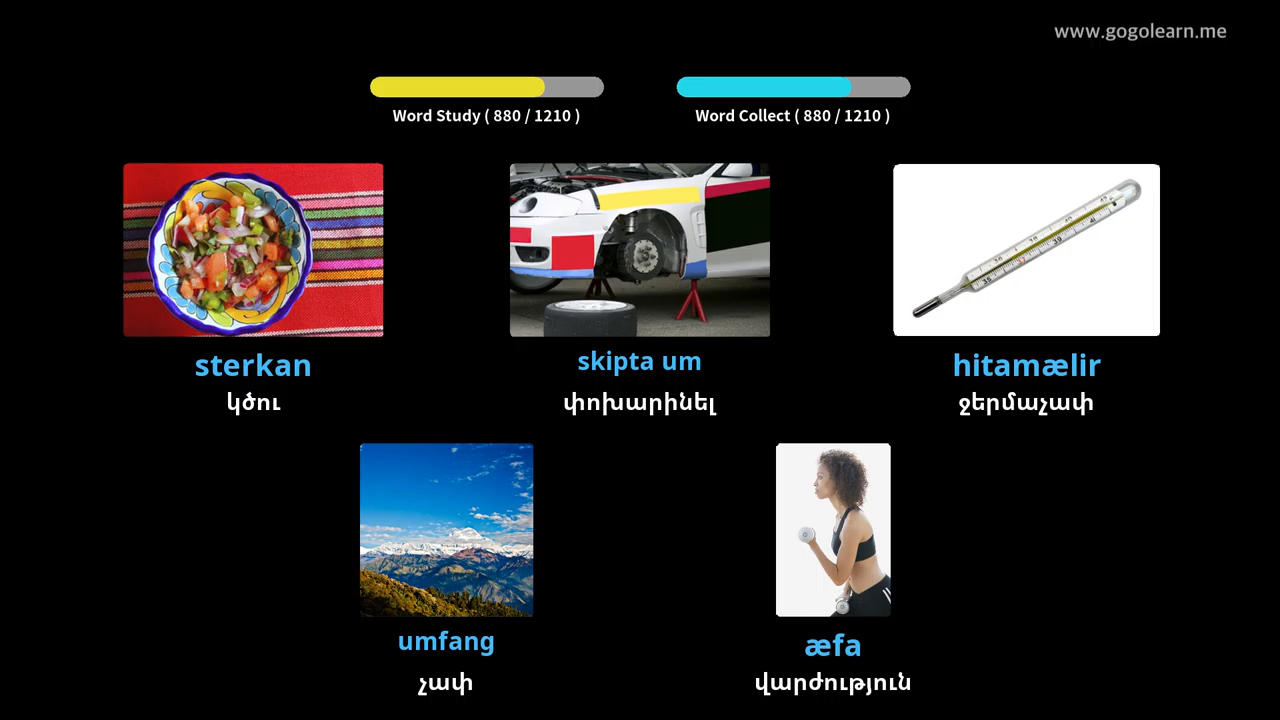 www.gogolearn.me
Word Study ( 880 / 1210 )
Word Collect ( 880 / 1210 )
sterkan
կծու
skipta um
փոխարինել
hitamælir
ջերմաչափ
umfang
չափ
æfa
վարժություն